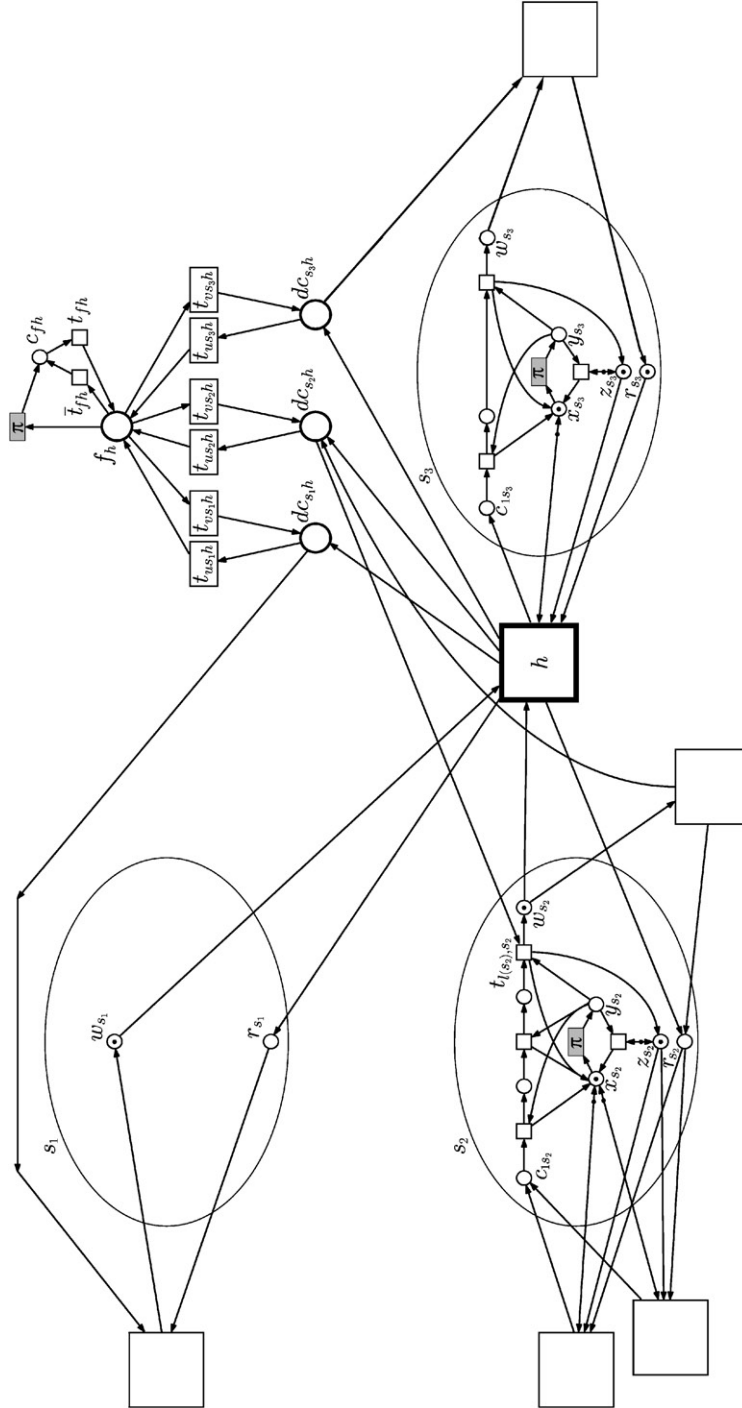 π
c_{fh}
t_{fh}
\bar{t}_{fh}
f_h
t_{us_1h}
t_{vs_1h}
t_{us_2h}
t_{vs_2h}
t_{us_3h}
t_{vs_3h}
dc_{s_1h}
dc_{s_2h}
dc_{s_3h}
s_1
w_{s_1}
r_{s_1}
h
s_2
c_{1s_2}
t_{l(s_2),s_2}
w_{s_2}
π
x_{s_2}
y_{s_2}
z_{s_2}
r_{s_2}
s_3
c_{1s_3}
w_{s_3}
π
x_{s_3}
y_{s_3}
z_{s_3}
r_{s_3}